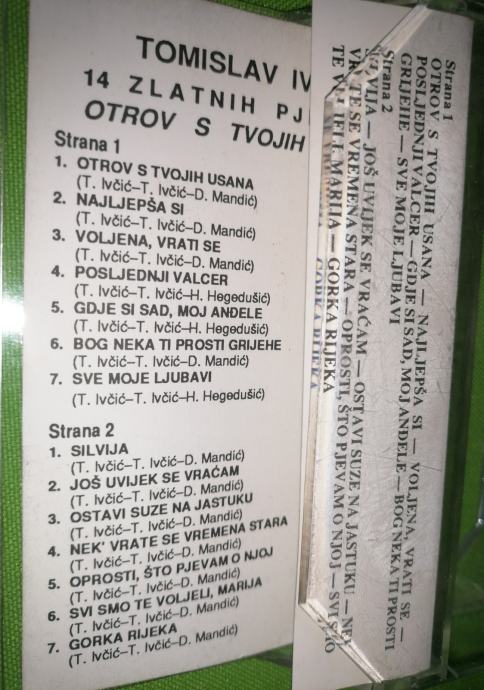 TOMISLAV IV
14 ZLATNIH PJ
OTROV S TVOJIH
Strana 1
1. OTROV S TVOJIH USANA
(T. Ivčić–T. Ivčić–D. Mandić)
2. NAJLJEPŠA SI
(T. Ivčić–T. Ivčić–D. Mandić)
3. VOLJENA, VRATI SE
(T. Ivčić–T. Ivčić–D. Mandić)
4. POSLJEDNJI VALCER
(T. Ivčić–T. Ivčić–H. Hegedušić)
5. GDJE SI SAD, MOJ ANĐELE
(T. Ivčić–T. Ivčić–H. Hegedušić)
6. BOG NEKA TI PROSTI GRIJEHE
(T. Ivčić–T. Ivčić–D. Mandić)
7. SVE MOJE LJUBAVI
(T. Ivčić–T. Ivčić–H. Hegedušić)
Strana 2
1. SILVIJA
(T. Ivčić–T. Ivčić–D. Mandić)
2. JOŠ UVIJEK SE VRAĆAM
(T. Ivčić–T. Ivčić–D. Mandić)
3. OSTAVI SUZE NA JASTUKU
(T. Ivčić–T. Ivčić–D. Mandić)
4. NEK' VRATE SE VREMENA STARA
(T. Ivčić–T. Ivčić–D. Mandić)
5. OPROSTI, ŠTO PJEVAM O NJOJ
(T. Ivčić–T. Ivčić–D. Mandić)
6. SVI SMO TE VOLJELI, MARIJA
(T. Ivčić–T. Ivčić–D. Mandić)
7. GORKA RIJEKA
(T. Ivčić–T. Ivčić–D. Mandić)
Strana 1
OTROV S TVOJIH USANA — NAJLJEPŠA SI — VOLJENA, VRATI SE —
POSLJEDNJI VALCER — GDJE SI SAD, MOJ ANĐELE — BOG NEKA TI PROSTI
GRIJEHE — SVE MOJE LJUBAVI
Strana 2
SILVIJA — JOŠ UVIJEK SE VRAĆAM — OSTAVI SUZE NA JASTUKU —
VRATE SE VREMENA STARA — OPROSTI, ŠTO PJEVAM O NJOJ —
TE VOLJELI, MARIJA — GORKA RIJEKA